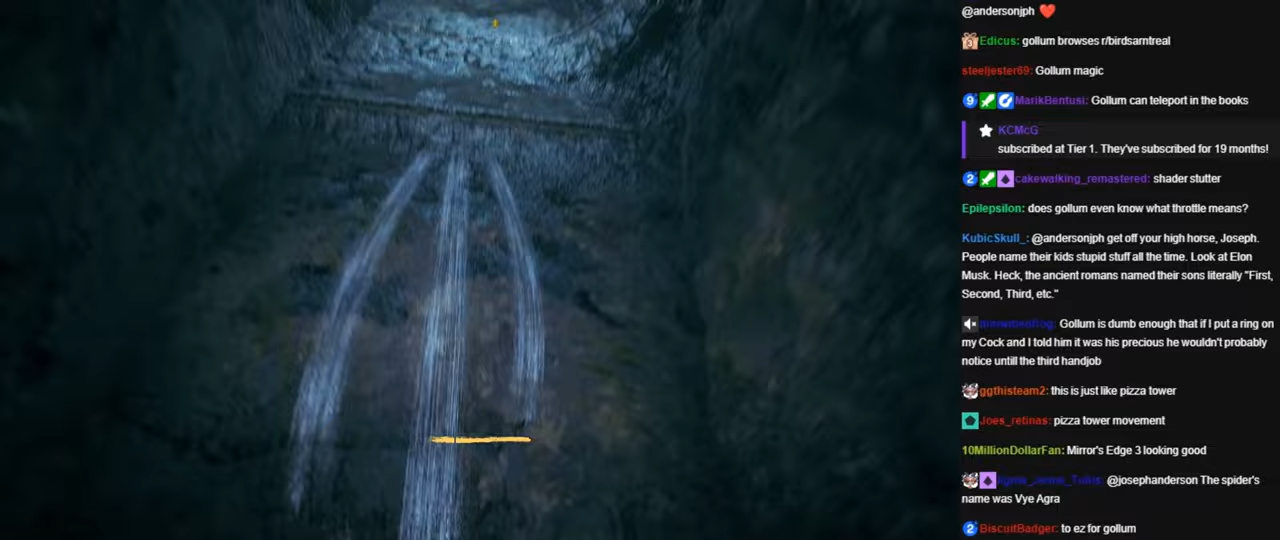 @andersonjph ❤️
Edicus: gollum browses r/birdsarntreal
steeljester69: Gollum magic
MarikBentusi: Gollum can teleport in the books
KCMcG
subscribed at Tier 1. They've subscribed for 19 months!
cakewalking_remastered: shader stutter
Epilepsilon: does gollum even know what throttle means?
KubicSkull_: @andersonjph get off your high horse, Joseph.
People name their kids stupid stuff all the time. Look at Elon
Musk. Heck, the ancient romans named their sons literally "First,
Second, Third, etc."
Gollum is dumb enough that if I put a ring on
my Cock and I told him it was his precious he wouldn't probably
notice untill the third handjob
ggthisteam2: this is just like pizza tower
Joes_retinas: pizza tower movement
10MillionDollarFan: Mirror's Edge 3 looking good
@josephanderson The spider's
name was Vye Agra
BiscuitBadger: to ez for gollum